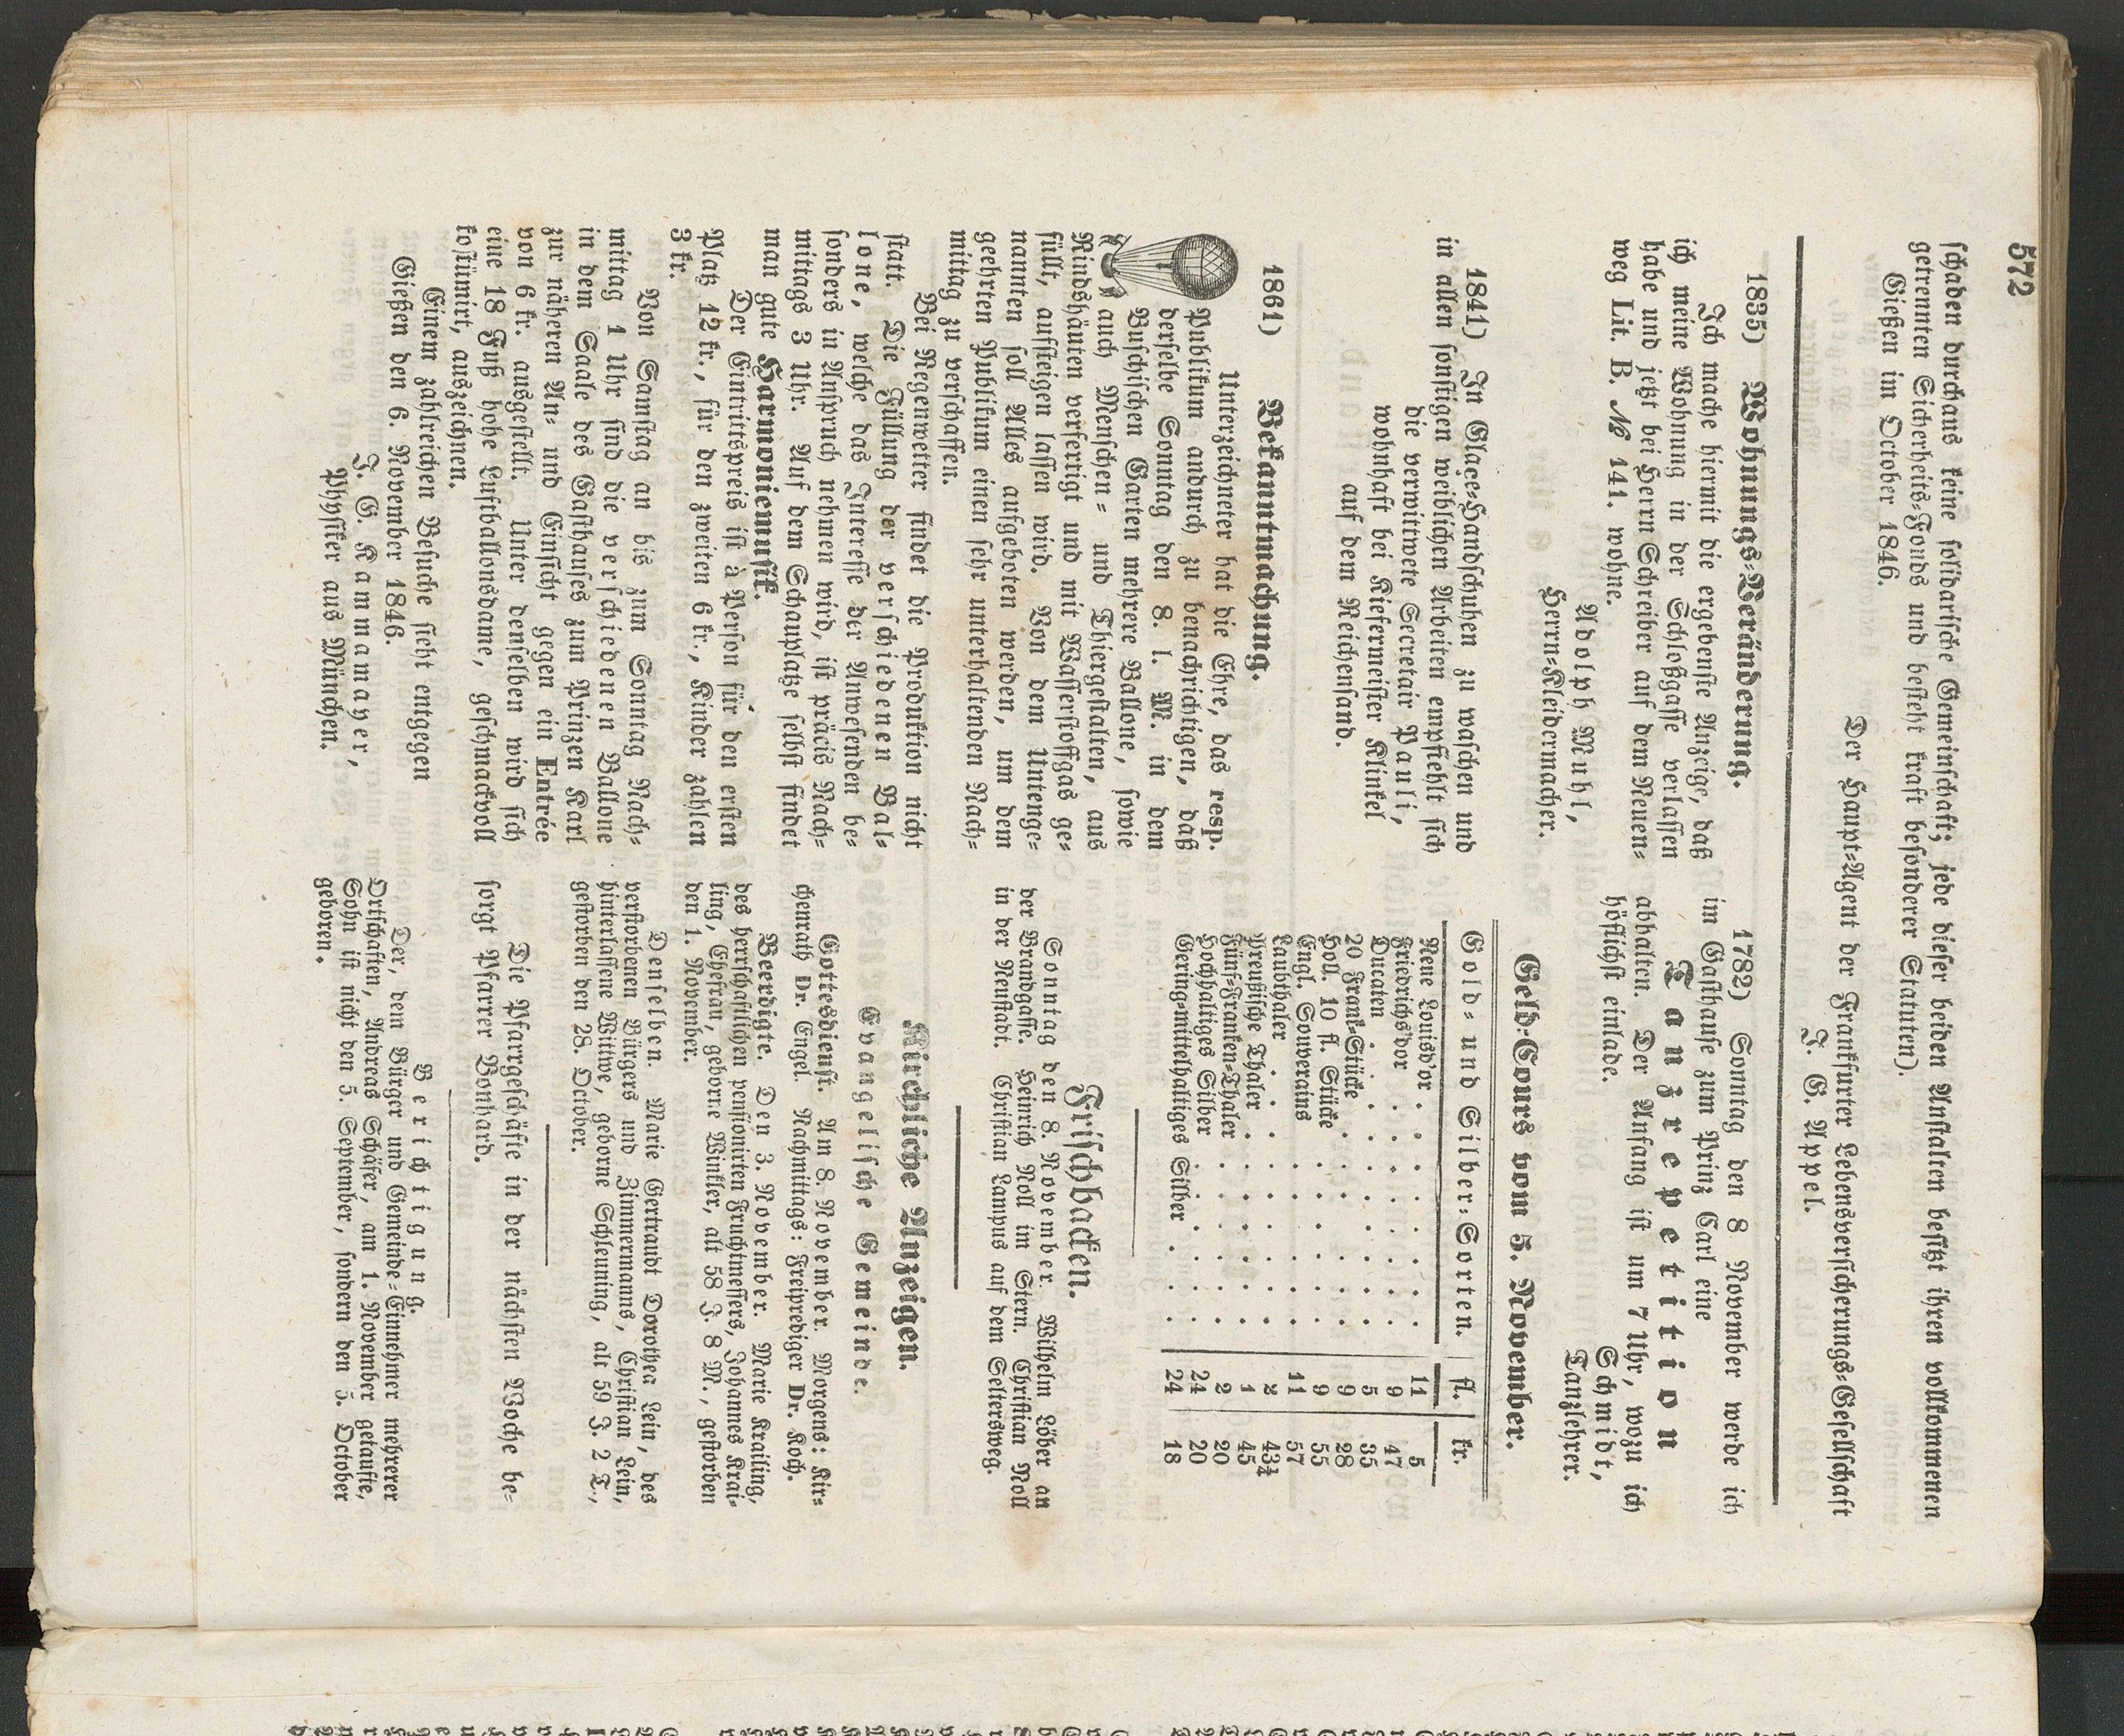 572
ſchaden durchaus keine ſolidariſche Gemeinſchaft; jede dieſer beiden Anſtalten beſitzt ihren vollkommenen
getrennten Sicherheits-Fonds und beſteht kraft beſonderer Statuten).
Gießen im October 1846.
Der Haupt-Agent der Frankfurter Lebensverſicherungs-Geſellſchaft
J. G. Appel.
1835) Wohnungs-Veränderung.
Ich mache hiermit die ergebenſte Anzeige, daß
ich meine Wohnung in der Schloßgaſſe verlaſſen
habe und jetzt bei Herrn Schreiber auf dem Neuen-
weg Lit. B. № 141. wohne.
Adolph Muhl,
Herrn-Kleidermacher.
1841) In Glaçe-Handſchuhen zu waſchen und
in allen ſonſtigen weiblichen Arbeiten empfiehlt ſich
die verwittwete Secretair Pauli,
wohnhaft bei Kiefermeiſter Klinkel
auf dem Reichenſand.
1861) Bekanntmachung.
Unterzeichneter hat die Ehre, das resp.
Publikum andurch zu benachrichtigen, daß
derſelbe Sonntag den 8. l. M. in dem
Buſchiſchen Garten mehrere Ballone, ſowie
auch Menſchen- und Thiergeſtalten, aus
Rindshäuten verfertigt und mit Waſſerſtoffgas ge-
füllt, aufſteigen laſſen wird. Von dem Untenge-
nannten ſoll Alles aufgeboten werden, um dem
geehrten Publikum einen ſehr unterhaltenden Nach-
mittag zu verſchaffen.
Bei Regenwetter findet die Produktion nicht
ſtatt. Die Füllung der verſchiedenen Bal-
lone, welche das Intereſſe der Anweſenden be-
ſonders in Anſpruch nehmen wird, iſt präcis Nach-
mittags 3 Uhr. Auf dem Schauplatze ſelbſt findet
man gute Harmoniemuſik.
Der Eintrittspreis iſt à Perſon für den erſten
Platz 12 kr., für den zweiten 6 kr., Kinder zahlen
3 kr.
Von Samſtag an bis zum Sonntag Nach-
mittag 1 Uhr ſind die verſchiedenen Ballone
in dem Saale des Gaſthauſes zum Prinzen Karl
zur näheren An- und Einſicht gegen ein Entrée
von 6 kr. ausgeſtellt. Unter denſelben wird ſich
eine 18 Fuß hohe Luftballonsdame, geſchmackvoll
koſtümirt, auszeichnen.
Einem zahlreichen Beſuche ſieht entgegen
Gießen den 6. November 1846.
J. G. Kammamayer,
Phyſiker aus München.
1782) Sonntag den 8 November werde ich
im Gaſthauſe zum Prinz Carl eine
Tanzrepetition
abhalten. Der Anfang iſt um 7 Uhr, wozu ich
höflichſt einlade.
Schmidt,
Tanzlehrer.
Geld-Cours vom 5. November.
Gold- und Silber-Sorten. fl. kr.
Neue Louisd'or . . . . . . 11 5
Friedrichs'dor . . . . . . 9 47
Ducaten . . . . . . 5 35
20 Frank-Stücke . . . . . 9 28
Holl. 10 fl. Stücke . . . . . 9 55
Engl. Souverains . . . . . 11 57
Laubthaler . . . . . . 2 43¾
Preußiſche Thaler . . . . . . 1 45
Fünf-Franken-Thaler . . . . . 2 20
Hochhaltiges Silber . . . . . 24 20
Gering-mittelhaltiges Silber . . . . 24 18
Friſchbacken.
Sonntag den 8. November. Wilhelm Löber an
der Brandgaſſe. Heinrich Noll im Stern. Chriſtian Noll
in der Neuſtadt. Chriſtian Lampus auf dem Seltersweg.
Kirchliche Anzeigen.
Evangeliſche Gemeinde.
Gottesdienſt. Am 8. November. Morgens: Kir-
chenrath Dr. Engel. Nachmittags: Freiprediger Dr. Koch.
Beerdigte. Den 3. November. Marie Krailing,
des herrſchaftlichen penſionirten Fruchtmeſſers, Johannes Krai-
ling, Ehefrau, geborne Winkler, alt 58 J. 8 M., geſtorben
den 1. November.
Denſelben. Marie Gertraudt Dorothea Lein, des
verſtorbenen Bürgers und Zimmermanns, Chriſtian Lein,
hinterlaſſene Wittwe, geborne Schleuning, alt 59 J. 2 T.,
geſtorben den 28. October.
Die Pfarrgeſchäfte in der nächſten Woche be-
ſorgt Pfarrer Bonhard.
Berichtigung.
Der, dem Bürger und Gemeinde-Einnehmer mehrerer
Ortſchaften, Andreas Schäfer, am 1. November getaufte,
Sohn iſt nicht den 5. September, ſondern den 5. October
geboren.